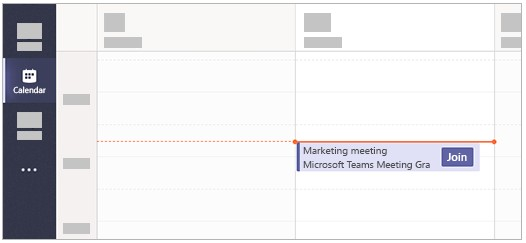 Calendar
Marketing meeting
Microsoft Teams Meeting Gra
Join